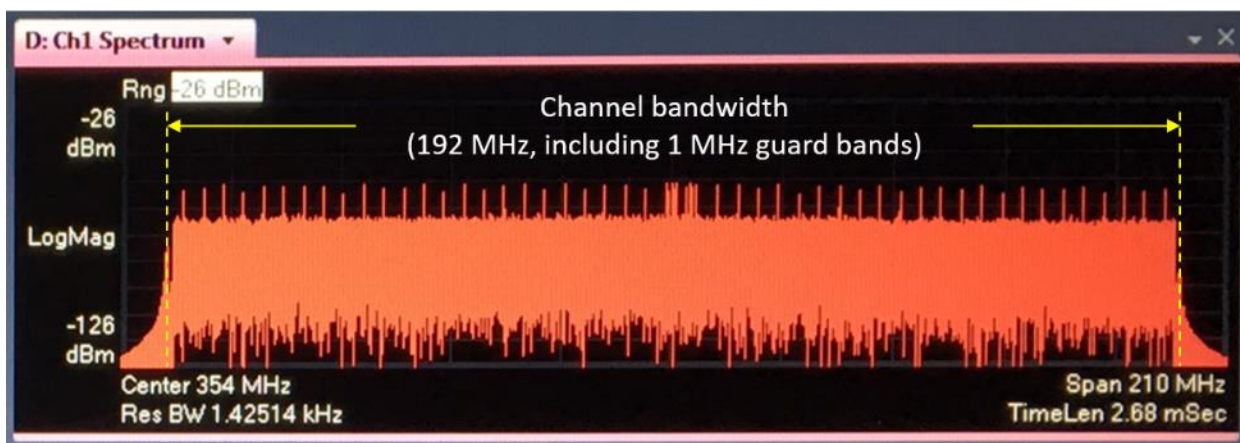 D: Ch1 Spectrum
Rng -26 dBm
-26
dBm
Channel bandwidth
(192 MHz, including 1 MHz guard bands)
LogMag
-126
dBm
Center 354 MHz
Span 210 MHz
Res BW 1.42514 kHz
TimeLen 2.68 mSec